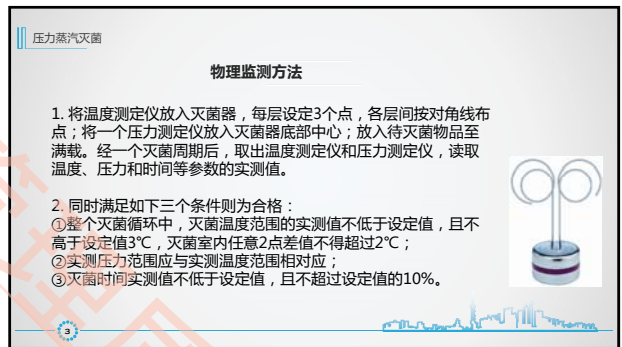 压力蒸汽灭菌
物理监测方法
1. 将温度测定仪放入灭菌器，每层设定3个点，各层间按对角线布
点；将一个压力测定仪放入灭菌器底部中心；放入待灭菌物品至
满载。经一个灭菌周期后，取出温度测定仪和压力测定仪，读取
温度、压力和时间等参数的实测值。
2. 同时满足如下三个条件则为合格：
①整个灭菌循环中，灭菌温度范围的实测值不低于设定值，且不
高于设定值3℃，灭菌室内任意2点差值不得超过2℃；
②实测压力范围应与实测温度范围相对应；
③灭菌时间实测值不低于设定值，且不超过设定值的10%。
3